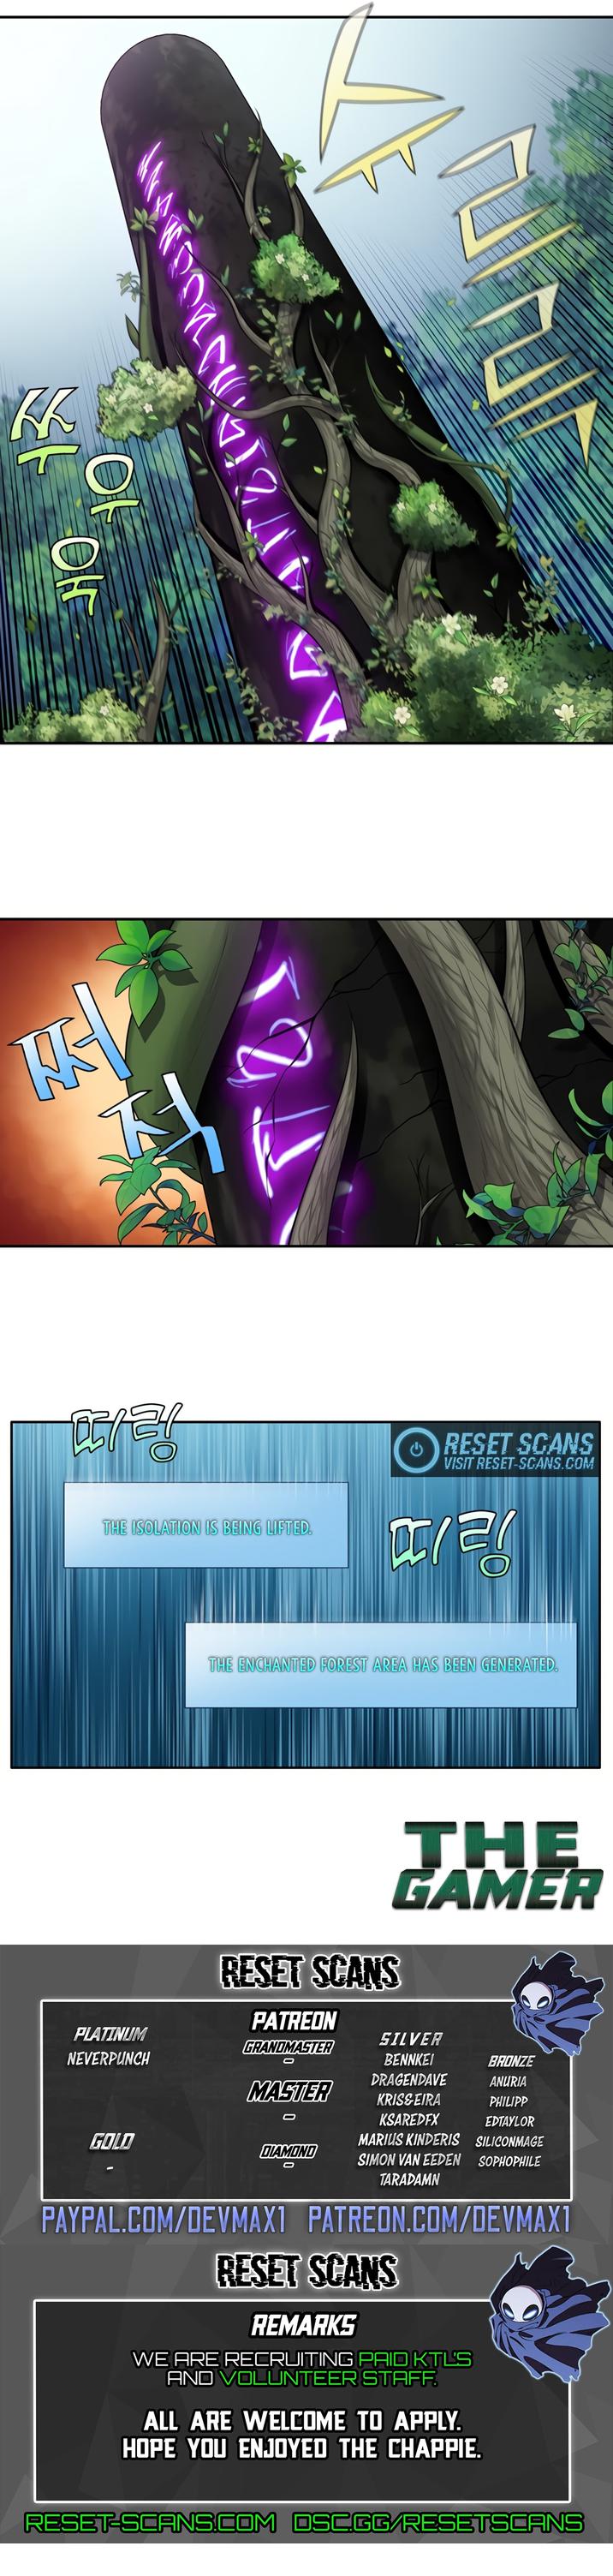 스
르
르
쑤
우
욱
쩌
적
띠링
RESET SCANS
VISIT RESET-SCANS.COM
THE ISOLATION IS BEING LIFTED.
띠링
THE ENCHANTED FOREST AREA HAS BEEN GENERATED.
THE
GAMER
RESET SCANS
PATREON
PLATINUM
NEVERPUNCH
GOLD
-
GRANDMASTER
-
MASTER
-
DIAMOND
-
SILVER
BENNKEI
DRAGENDAVE
KRIS&EIRA
KSAREDFX
MARIUS KINDERIS
SIMON VAN EEDEN
TARADAMN
BRONZE
ANURIA
PHILIPP
EDTAYLOR
SILICONMAGE
SOPHOPHILE
PAYPAL.COM/DEVMAX1 PATREON.COM/DEVMAX1
RESET SCANS
REMARKS
WE ARE RECRUITING PAID KTL'S
AND VOLUNTEER STAFF.
ALL ARE WELCOME TO APPLY.
HOPE YOU ENJOYED THE CHAPPIE.
RESET-SCANS.COM DSC.GG/RESETSCANS